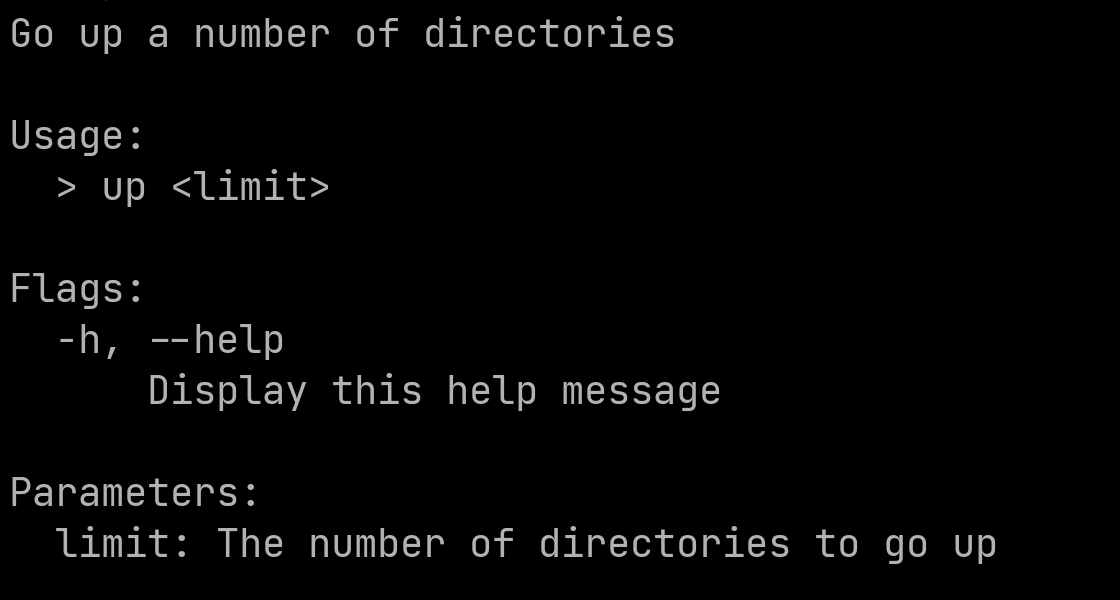 Go up a number of directories
Usage:
> up <limit>
Flags:
-h, --help
Display this help message
Parameters:
limit: The number of directories to go up